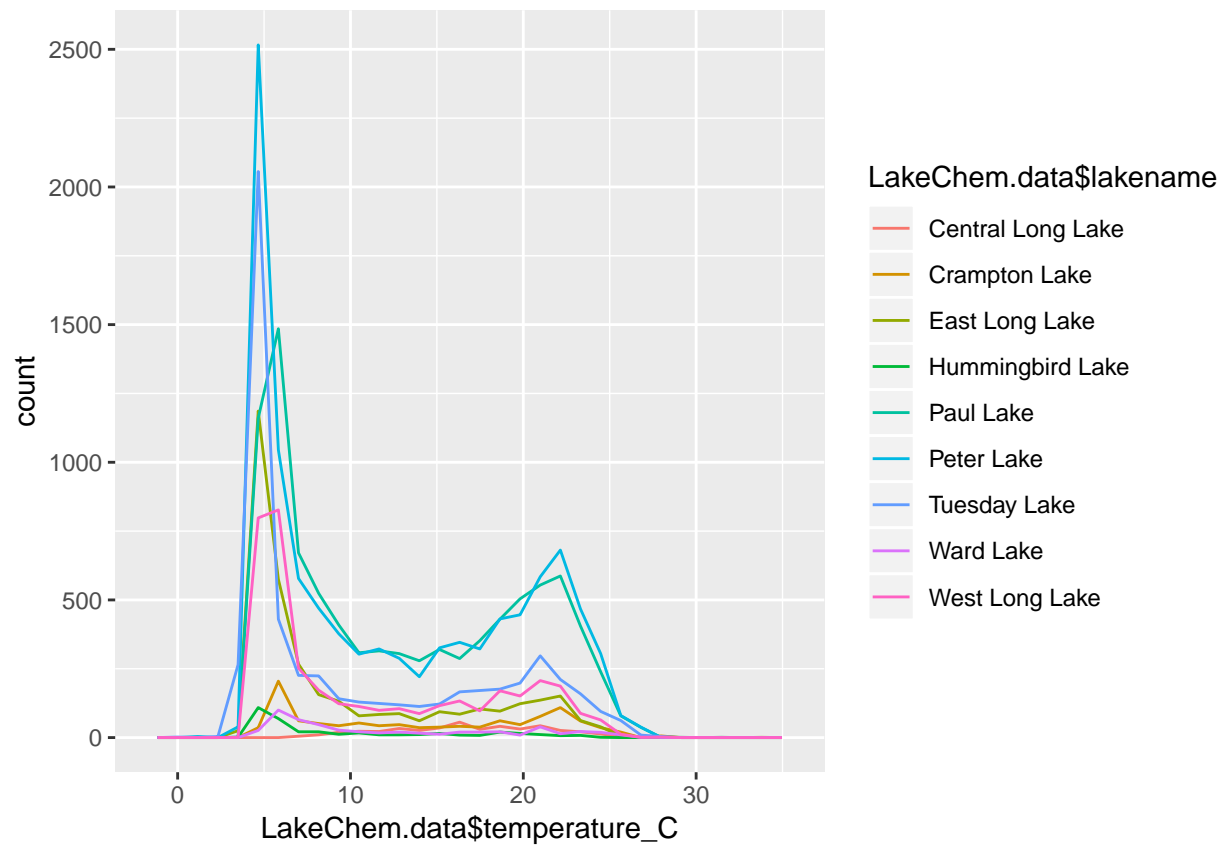 2500
2000
1500
1000
500
0
count
0 10 20 30
LakeChem.data$temperature_C
LakeChem.data$lakename
Central Long Lake
Crampton Lake
East Long Lake
Hummingbird Lake
Paul Lake
Peter Lake
Tuesday Lake
Ward Lake
West Long Lake